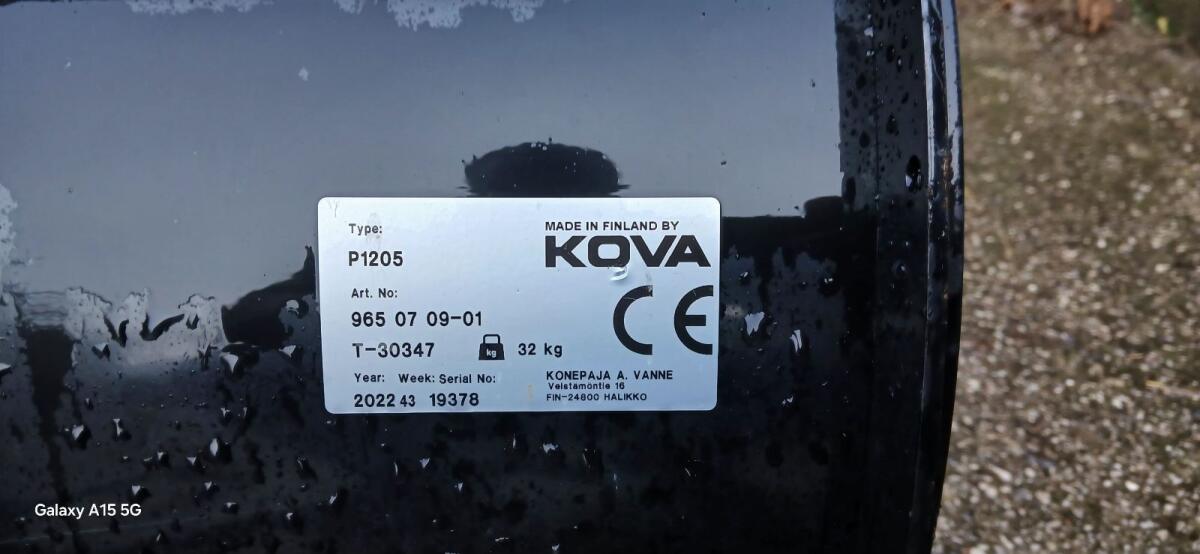 Type:
P1205
MADE IN FINLAND BY
KOVA
Art. No:
965 07 09-01
T-30347
kg
32 kg
CE
Year: Week: Serial No:
2022 43 19378
KONEPAJA A. VANNE
Veistämöntie 16
FIN-24800 HALIKKO
Galaxy A15 5G